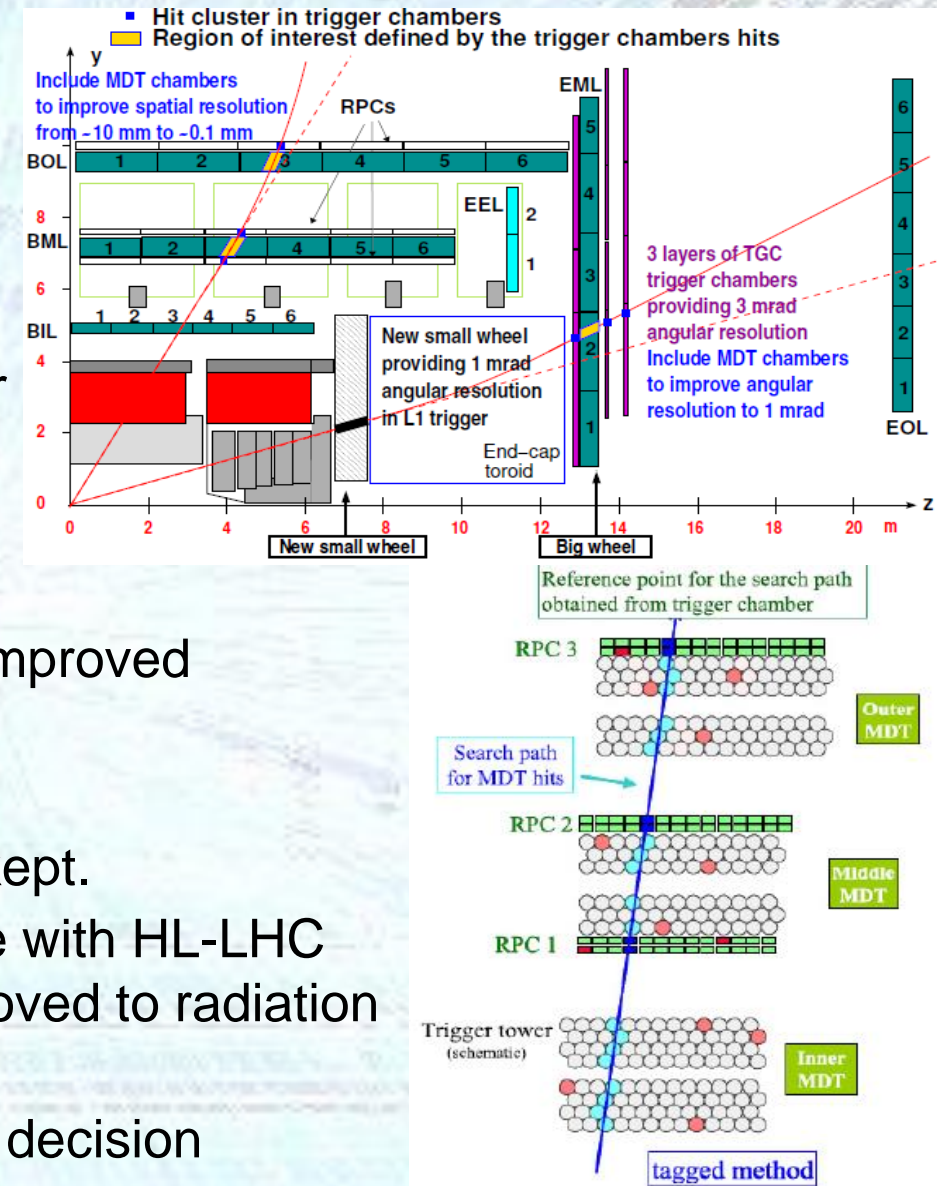 Hit cluster in trigger chambers
Region of interest defined by the trigger chambers hits
y
Include MDT chambers
to improve spatial resolution
from ~10 mm to ~0.1 mm
RPCs
EML
BOL
1 2 3 4 5 6
8
BML
1 2 4 5 6
6
BIL
1 2 3 4 5 6
4
2
0
EEL
2
1
5
4
3
2
1
6
5
4
3
2
1
EOL
New small wheel
providing 1 mrad
angular resolution
in L1 trigger
End-cap
toroid
3 layers of TGC
trigger chambers
providing 3 mrad
angular resolution
Include MDT chambers
to improve angular
resolution to 1 mrad
z
0 2 4 6 8 10 12 14 16 18 20 m
New small wheel
Big wheel
r
mproved
kept.
e with HL-LHC
oved to radiation
decision
Reference point for the search path
obtained from trigger chamber
RPC 3
Outer
MDT
Search path
for MDT hits
RPC 2
Middle
MDT
RPC 1
Trigger tower
(schematic)
Inner
MDT
tagged method